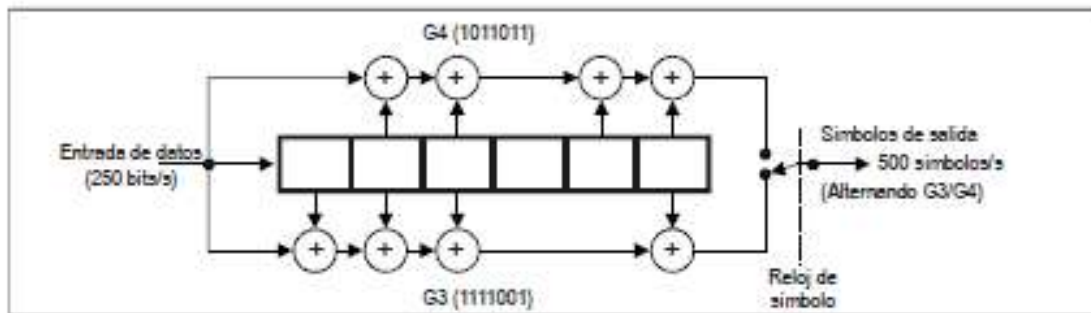 G4 (1011011)
+ + + +
Entrada de datos
(250 bits/s)
Simbolos de salida
500 simbolos/s
(Alternando G3/G4)
+ + + +
G3 (1111001)
Reloj de
simbolo